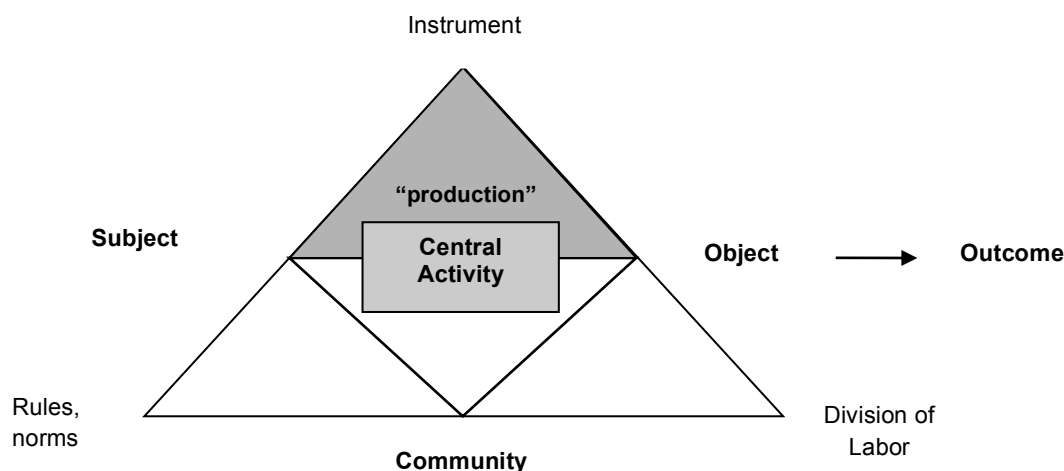 Instrument
“production”
Subject
Central
Activity
Object
Outcome
Rules,
norms
Division of
Labor
Community